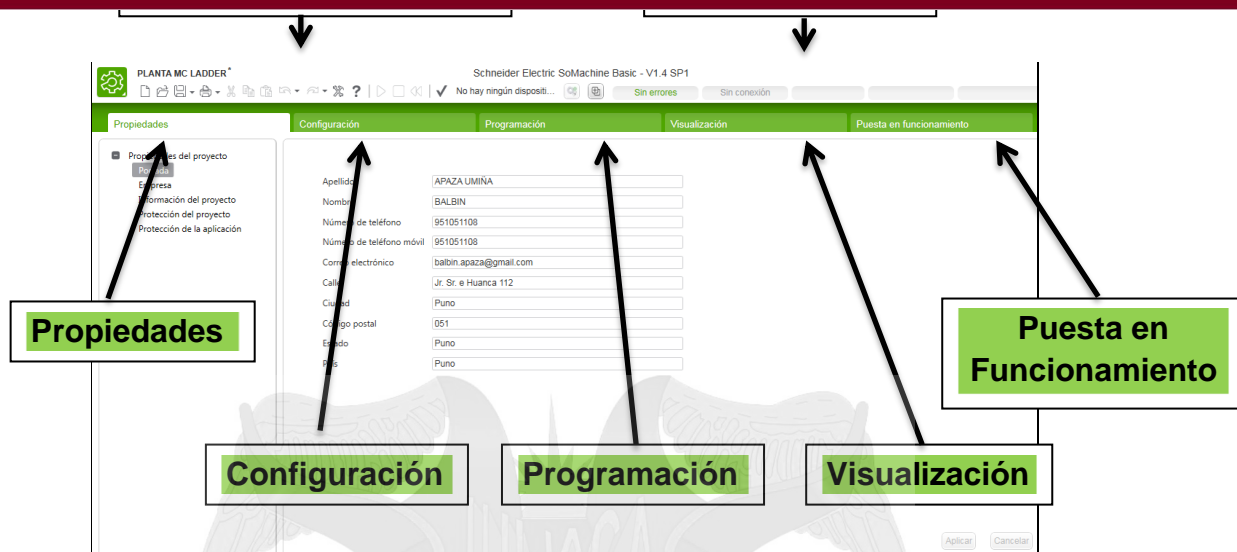 PLANTA MC LADDER*
Schneider Electric SoMachine Basic - V1.4 SP1
No hay ningún dispositi...
Sin errores
Sin conexión
Propiedades
Configuración
Programación
Visualización
Puesta en funcionamiento
Propiedades del proyecto
Portada
Empresa
Información del proyecto
Protección del proyecto
Protección de la aplicación
Apellido APAZA UMIÑA
Nombre BALBIN
Número de teléfono 951051108
Número de teléfono móvil 951051108
Correo electrónico balbin.apaza@gmail.com
Calle Jr. Sr. e Huanca 112
Ciudad Puno
Código postal 051
Estado Puno
País Puno
Propiedades
Puesta en
Funcionamiento
Configuración
Programación
Visualización
JULIACA
Aplicar
Cancelar